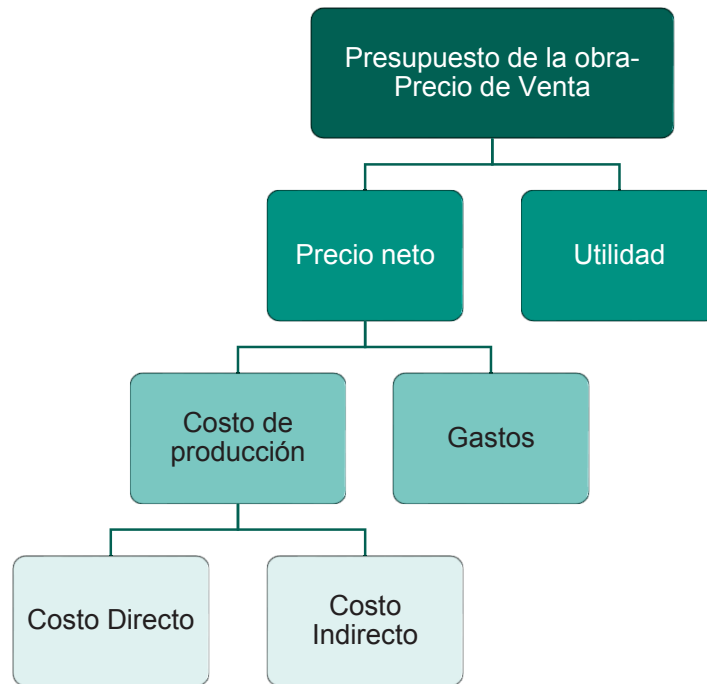 Presupuesto de la obra-
Precio de Venta
Precio neto
Utilidad
Costo de
producción
Gastos
Costo Directo
Costo
Indirecto